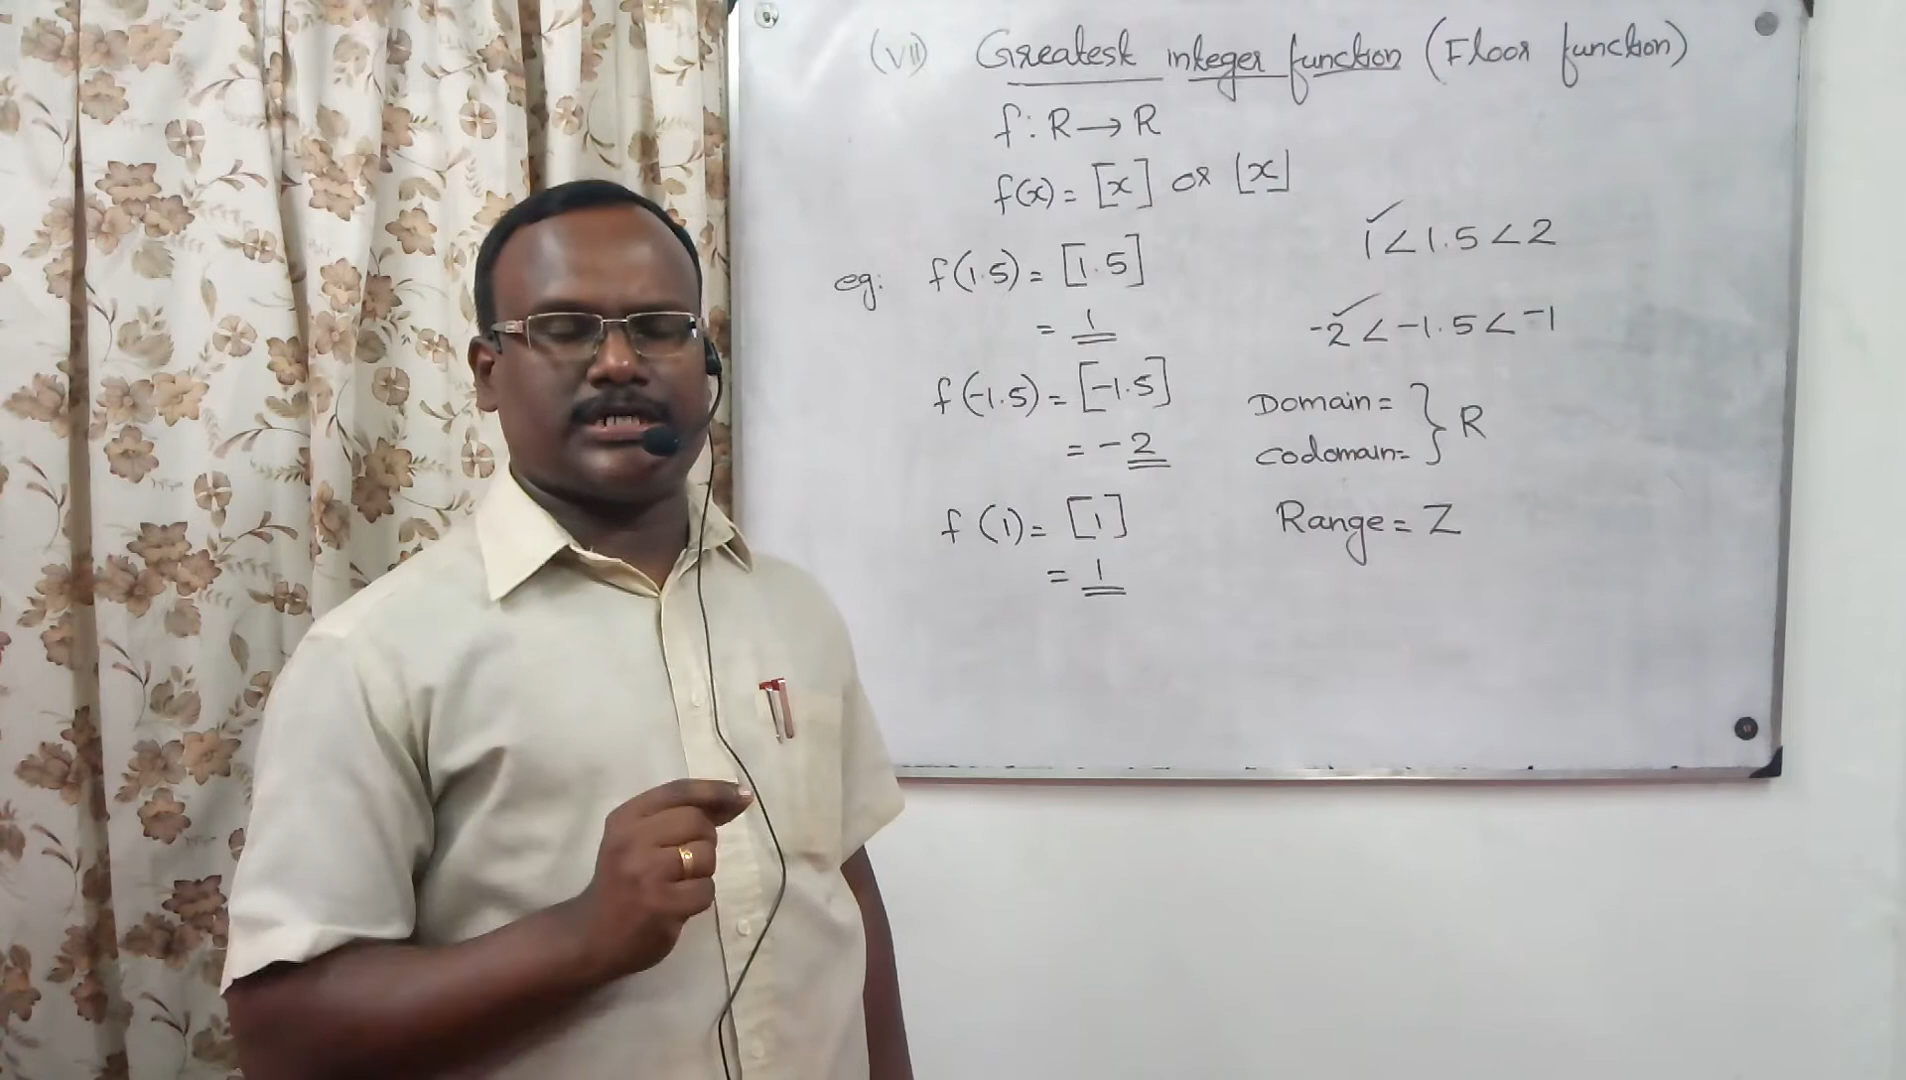 (VII) Greatest integer function (Floor function)
f : R → R
f(x) = [x] or ⌊x⌋
eg: f(1.5) = [1.5]
= 1
f(-1.5) = [-1.5]
= -2
f(1) = [1]
= 1
1 < 1.5 < 2
-2 < -1.5 < -1
Domain =
codomain = } R
Range = Z